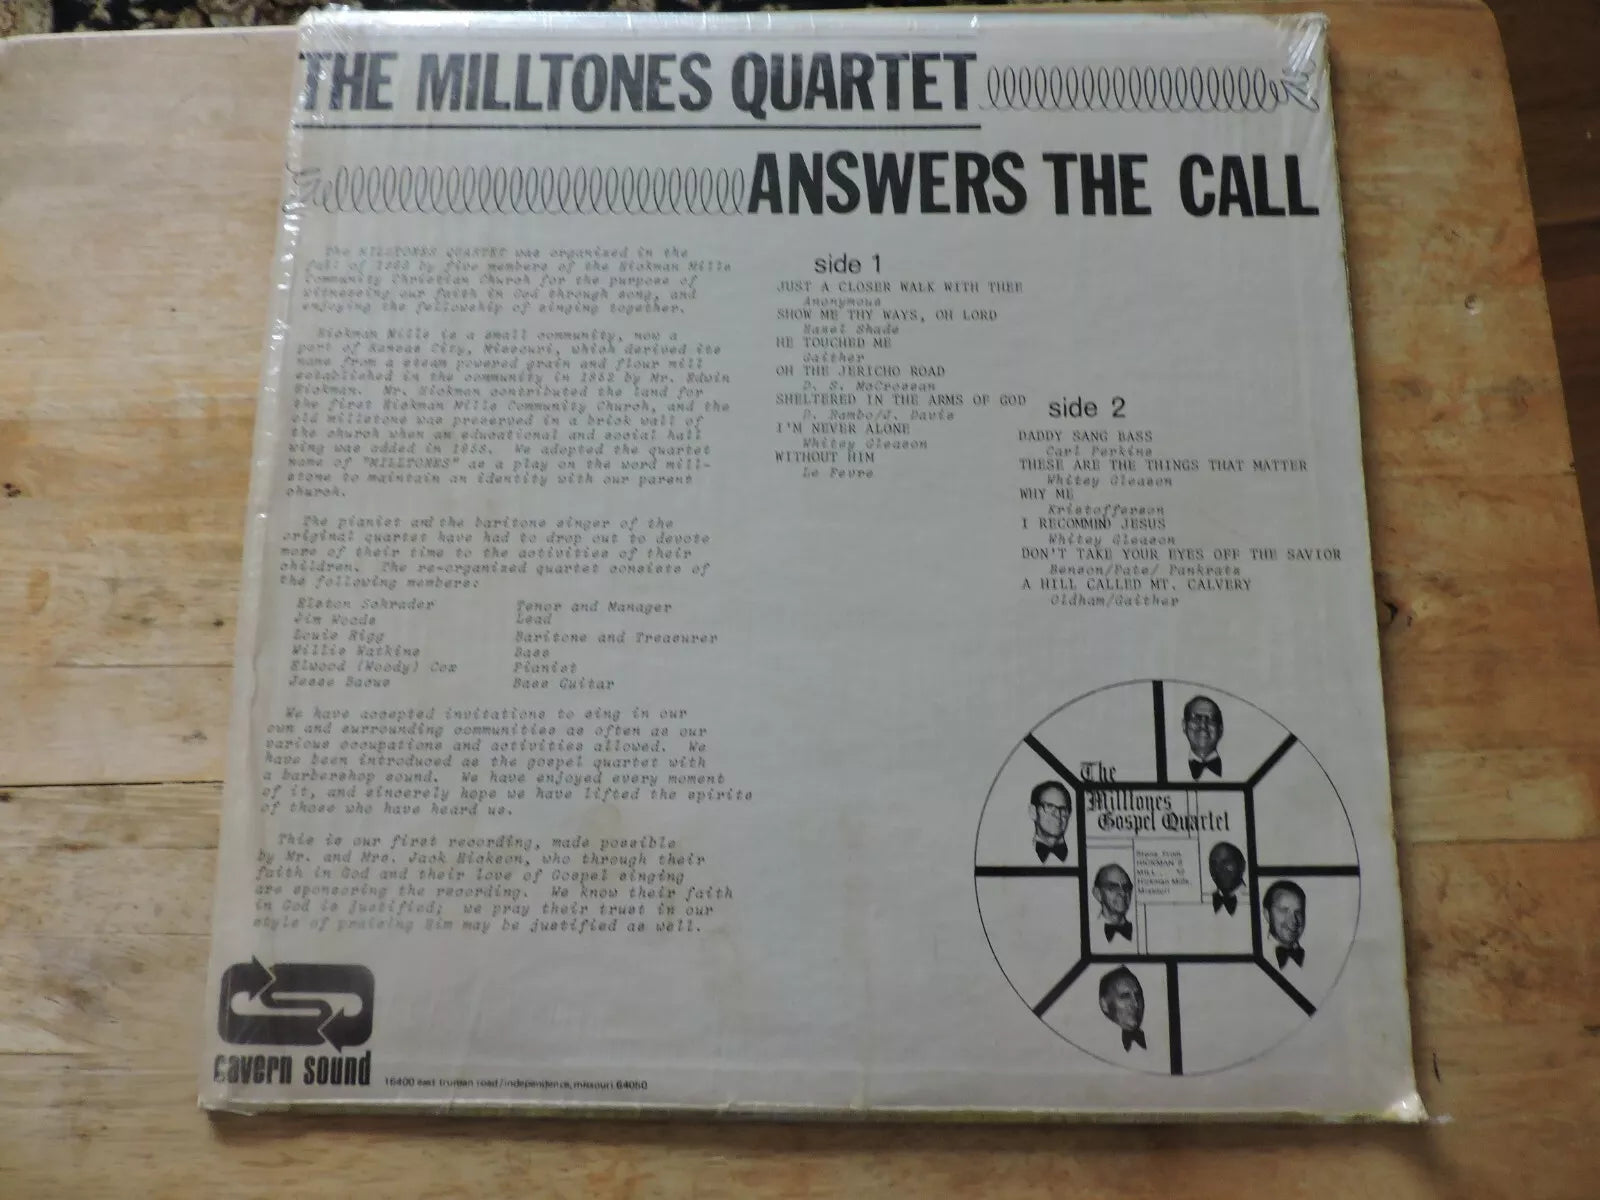 THE MILLTONES QUARTET
ANSWERS THE CALL
The MILLTONES QUARTET was organized in the
fall of by five members of the Hickman Mills
Community Christian Church for the purpose of
witnessing our faith in God through song, and
enjoying the fellowship of singing together.
Hickman Mills is a small community, now a
part of Kansas City, Missouri, which derived its
name from a steam powered grain and flour mill
established in the community in by Mr. Edwin
Hickman. Mr. Hickman contributed the land for
the first Hickman Mills Community Church, and the
old millstone was preserved in a brick wall of
the church when an educational and social hall
wing was added in We adopted the quartet
name of "MILLTONES" as a play on the word mill-
stone to maintain an identity with our parent
church.
The pianist and the baritone singer of the
original quartet have had to drop out to devote
more of their time to the activities of their
children. The re-organized quartet consists of
the following members:
Elston Schrader Tenor and Manager
Jim Woods Lead
Louie Rigg Baritone and Treasurer
Willie Watkins Bass
Elwood (Woody) Cox Pianist
Jesse Bacus Bass Guitar
We have accepted invitations to sing in our
own and surrounding communities as often as our
various occupations and activities allowed. We
have been introduced as the gospel quartet with
a barbershop sound. We have enjoyed every moment
of it, and sincerely hope we have lifted the spirits
of those who have heard us.
This is our first recording, made possible
by Mr. and Mrs. Jack Hickson, who through their
faith in God and their love of Gospel singing
are sponsoring the recording. We know their faith
in God is justified; we pray their trust in our
style of praising Him may be justified as well.
side 1
JUST A CLOSER WALK WITH THEE
Anonymous
SHOW ME THY WAYS, OH LORD
Hazel Shade
HE TOUCHED ME
Gaither
ON THE JERICHO ROAD
D. S. McCrossan
SHELTERED IN THE ARMS OF GOD
D. Rambo/J. Davis
I'M NEVER ALONE
Whitey Gleason
WITHOUT HIM
Le Fevre
side 2
DADDY SANG BASS
Carl Perkins
THESE ARE THE THINGS THAT MATTER
Whitey Gleason
WHY ME
Kristofferson
I RECOMMIND JESUS
Whitey Gleason
DON'T TAKE YOUR EYES OFF THE SAVIOR
Benson/Pate/ Pankratz
A HILL CALLED MT. CALVERY
Oldham/Gaither
The
Milltones
Gospel Quartet
HICKMAN'S
MILL
Hickman Mills,
Missouri
cavern sound
16400 east truman road/independence, missouri 64050